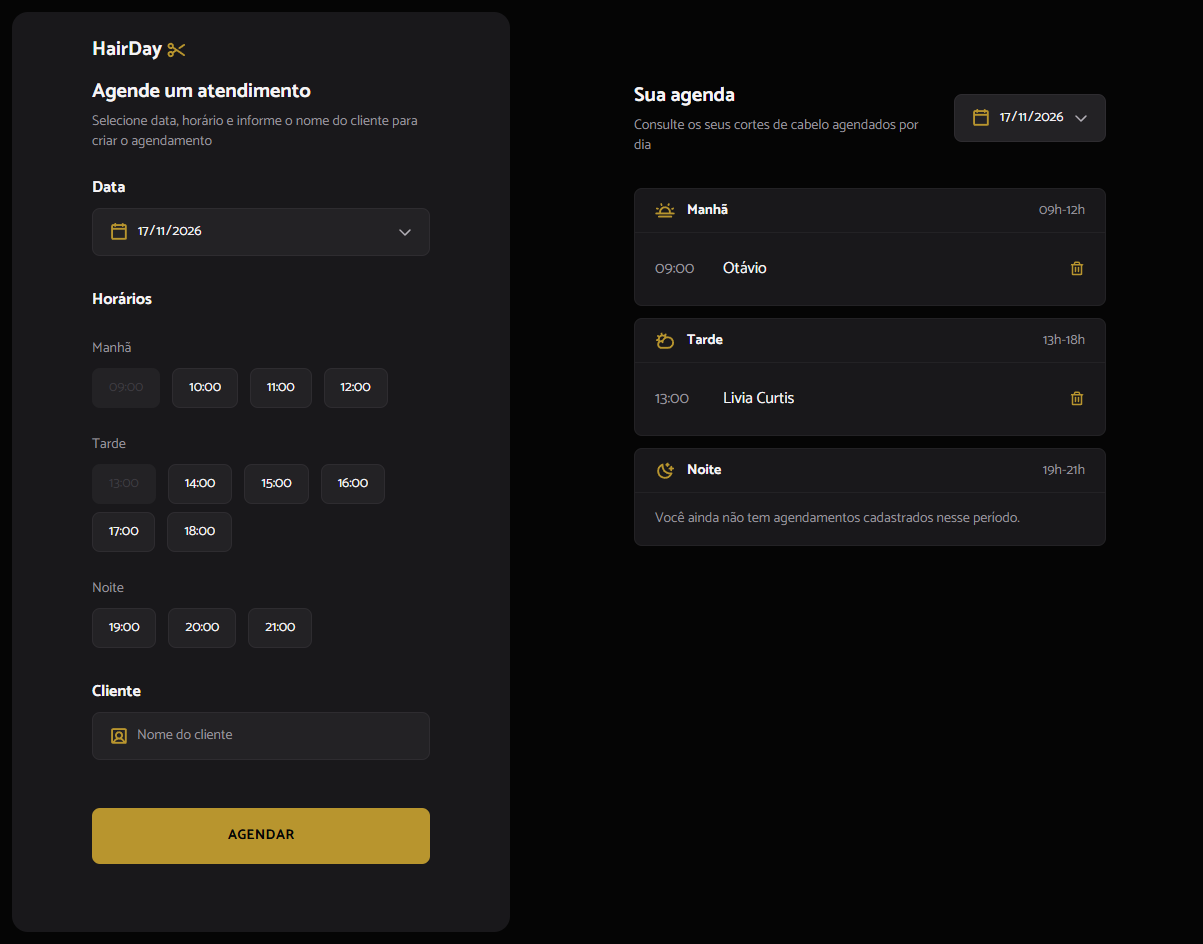 HairDay
Agende um atendimento
Selecione data, horário e informe o nome do cliente para
criar o agendamento
Data
17/11/2026
Horários
Manhã
09:00 10:00 11:00 12:00
Tarde
13:00 14:00 15:00 16:00
17:00 18:00
Noite
19:00 20:00 21:00
Cliente
Nome do cliente
AGENDAR
Sua agenda
Consulte os seus cortes de cabelo agendados por
dia
17/11/2026
Manhã 09h-12h
09:00 Otávio
Tarde 13h-18h
13:00 Livia Curtis
Noite 19h-21h
Você ainda não tem agendamentos cadastrados nesse período.